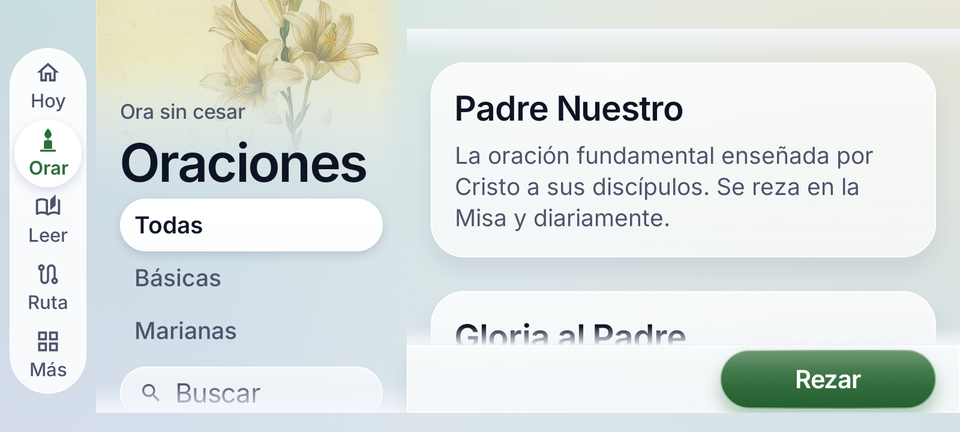 Hoy
Orar
Leer
Ruta
Más
Ora sin cesar
Oraciones
Todas
Básicas
Marianas
Buscar
Padre Nuestro
La oración fundamental enseñada por
Cristo a sus discípulos. Se reza en la
Misa y diariamente.
Gloria al Padre
Rezar